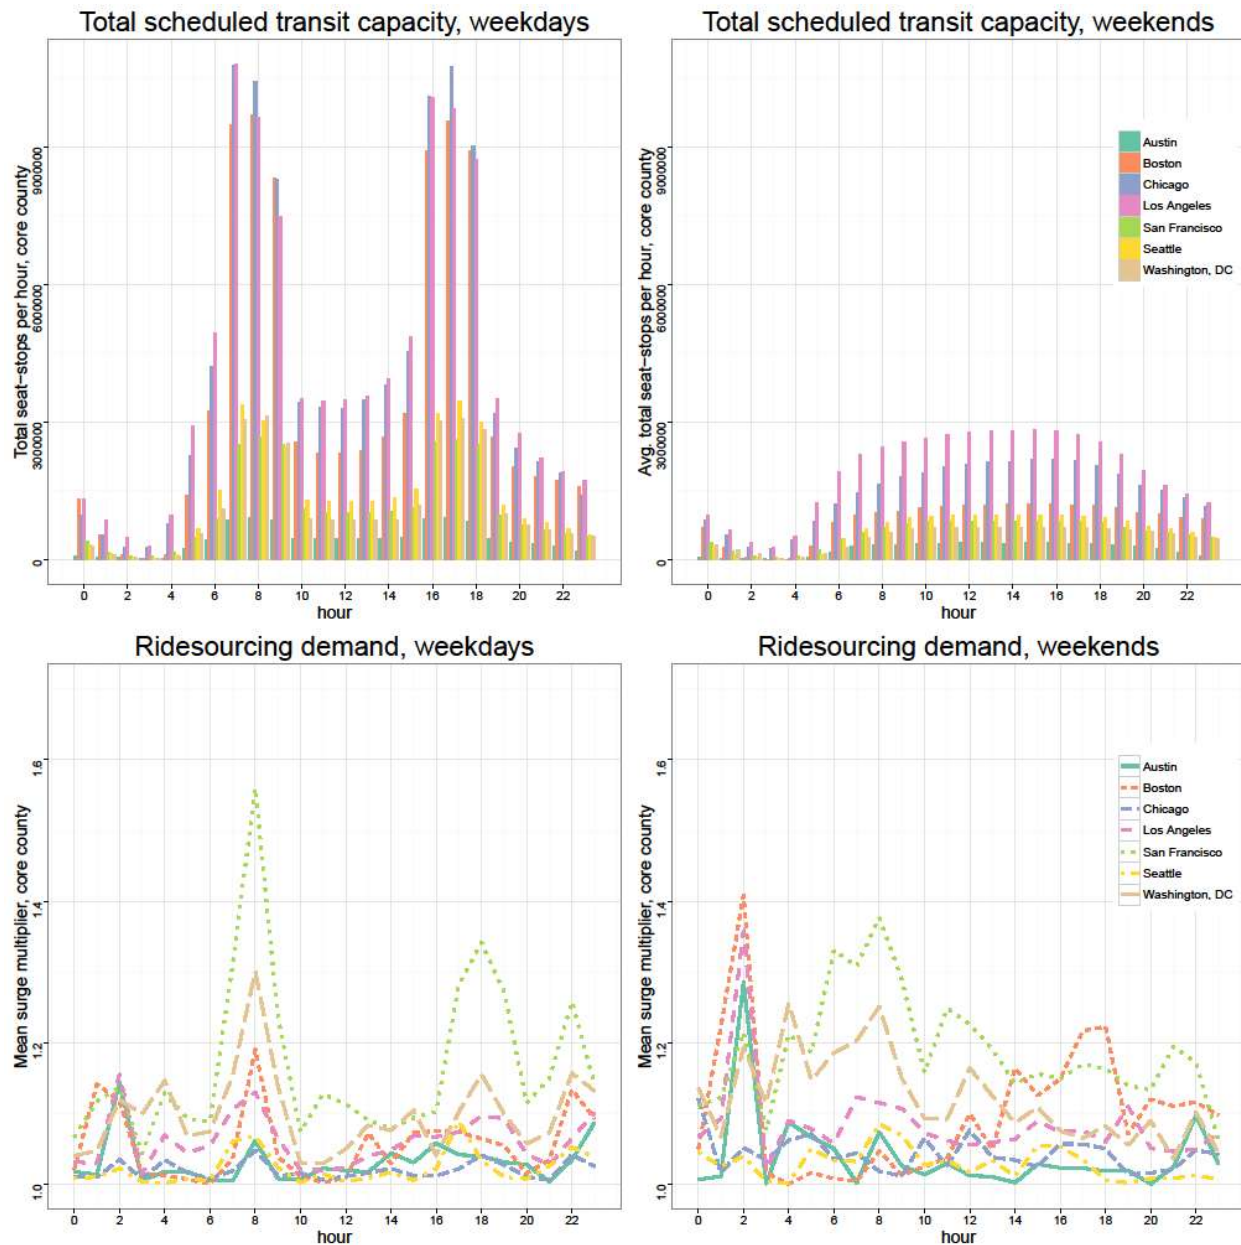 Total scheduled transit capacity, weekdays
Total seat-stops per hour, core county
9000000
6000000
3000000
0
0 2 4 6 8 10 12 14 16 18 20 22
hour
Total scheduled transit capacity, weekends
Avg. total seat-stops per hour, core county
9000000
6000000
3000000
0
Austin
Boston
Chicago
Los Angeles
San Francisco
Seattle
Washington, DC
0 2 4 6 8 10 12 14 16 18 20 22
hour
Ridesourcing demand, weekdays
Mean surge multiplier, core county
1.6
1.4
1.2
1.0
0 2 4 6 8 10 12 14 16 18 20 22
hour
Ridesourcing demand, weekends
Mean surge multiplier, core county
1.6
1.4
1.2
1.0
Austin
Boston
Chicago
Los Angeles
San Francisco
Seattle
Washington, DC
0 2 4 6 8 10 12 14 16 18 20 22
hour